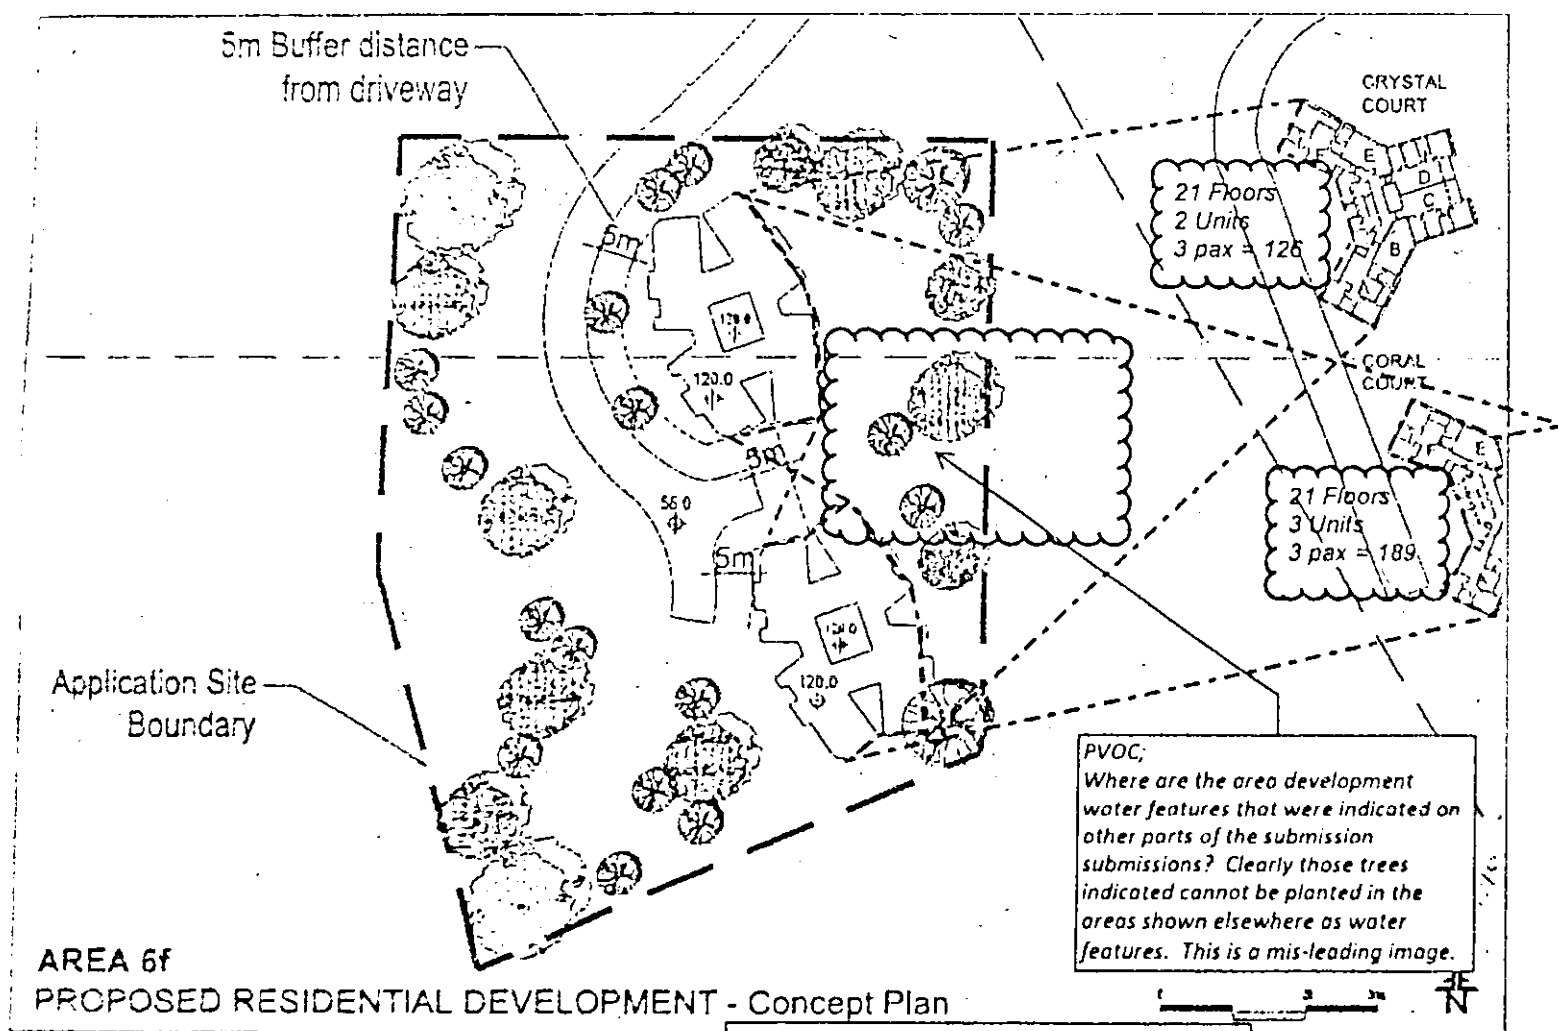 5m Buffer distance
from driveway
CRYSTAL
COURT
F
E
D
C
B
21 Floors
2 Units
3 pax = 126
5m
120.0
120.0
CORAL
COURT
E
21 Floors
3 Units
3 pax = 189
5m
56.0
5m
120.0
120.0
Application Site
Boundary
PVOC;
Where are the area development
water features that were indicated on
other parts of the submission
submissions? Clearly those trees
indicated cannot be planted in the
areas shown elsewhere as water
features. This is a mis-leading image.
AREA 6f
PROPOSED RESIDENTIAL DEVELOPMENT - Concept Plan
N